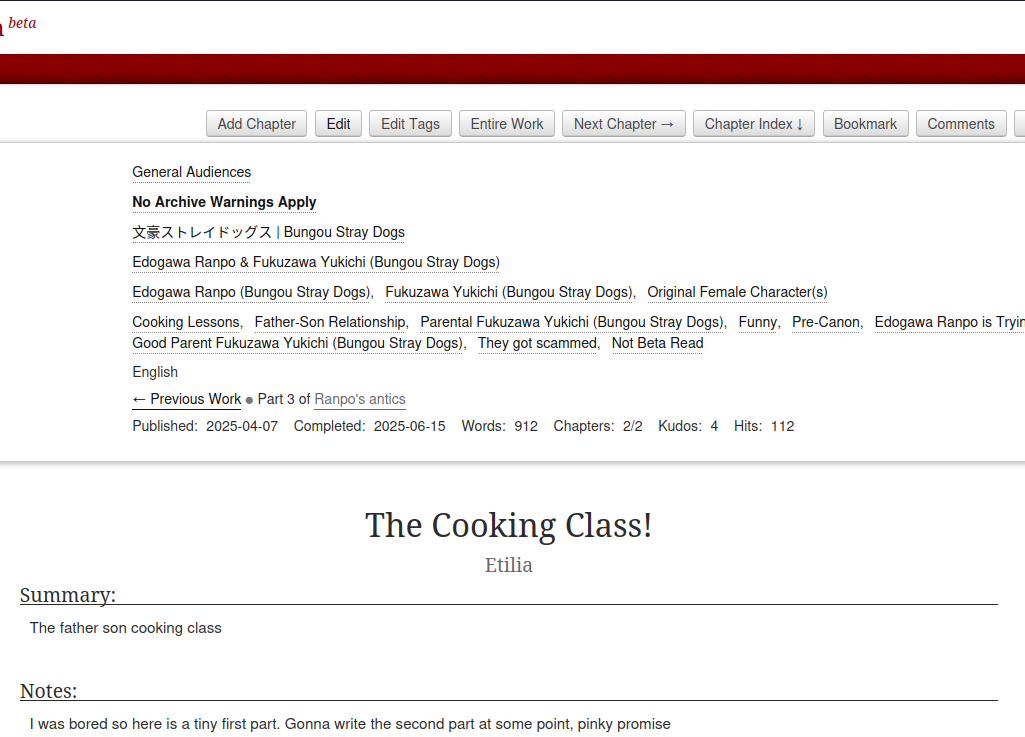 beta
Add Chapter Edit Edit Tags Entire Work Next Chapter → Chapter Index ↓ Bookmark Comments
General Audiences
No Archive Warnings Apply
文豪ストレイドッグス | Bungou Stray Dogs
Edogawa Ranpo & Fukuzawa Yukichi (Bungou Stray Dogs)
Edogawa Ranpo (Bungou Stray Dogs), Fukuzawa Yukichi (Bungou Stray Dogs), Original Female Character(s)
Cooking Lessons, Father-Son Relationship, Parental Fukuzawa Yukichi (Bungou Stray Dogs), Funny, Pre-Canon, Edogawa Ranpo is
Good Parent Fukuzawa Yukichi (Bungou Stray Dogs), They got scammed, Not Beta Read
English
← Previous Work ● Part 3 of Ranpo's antics
Published: 2025-04-07 Completed: 2025-06-15 Words: 912 Chapters: 2/2 Kudos: 4 Hits: 112
The Cooking Class!
Etilia
Summary:
The father son cooking class
Notes:
I was bored so here is a tiny first part. Gonna write the second part at some point, pinky promise